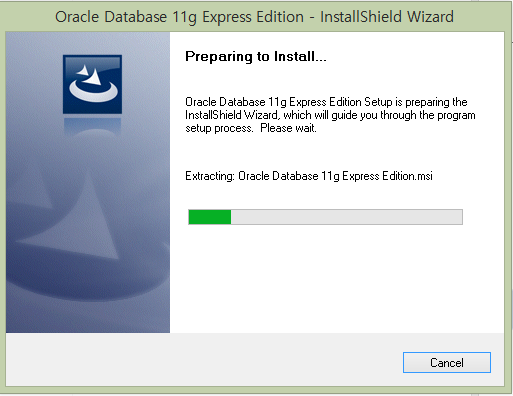 Oracle Database 11g Express Edition - InstallShield Wizard
Preparing to Install...
Oracle Database 11g Express Edition Setup is preparing the
InstallShield Wizard, which will guide you through the program
setup process. Please wait.
Extracting: Oracle Database 11g Express Edition.msi
Cancel